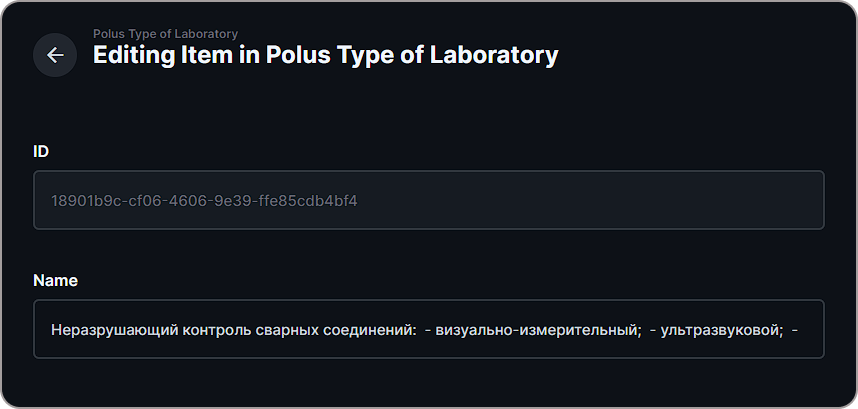 Polus Type of Laboratory
Editing Item in Polus Type of Laboratory
ID
18901b9c-cf06-4606-9e39-ffe85cdb4bf4
Name
Неразрушающий контроль сварных соединений:  - визуально-измерительный;  - ультразвуковой;  -